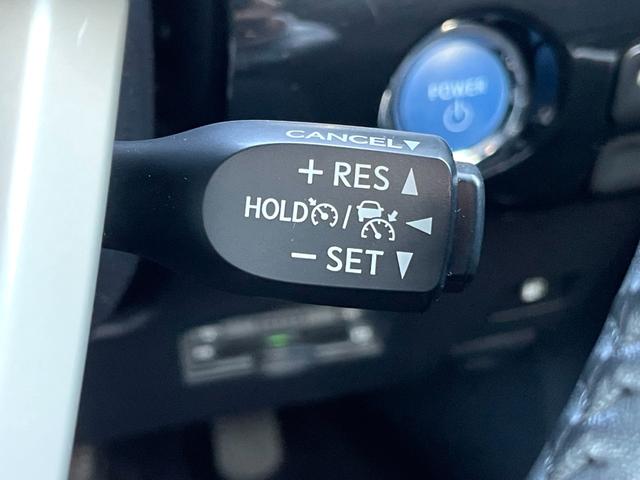 CANCEL▼
+ RES ▲
HOLD / ◀
− SET ▼
POWER